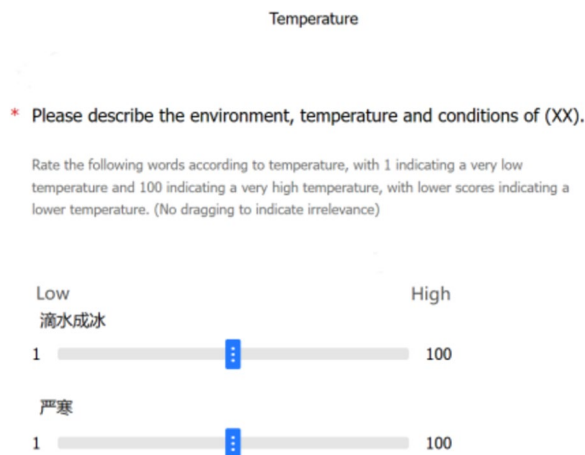 Temperature
* Please describe the environment, temperature and conditions of (XX).
Rate the following words according to temperature, with 1 indicating a very low
temperature and 100 indicating a very high temperature, with lower scores indicating a
lower temperature. (No dragging to indicate irrelevance)
Low High
滴水成冰
1 100
严寒
1 100